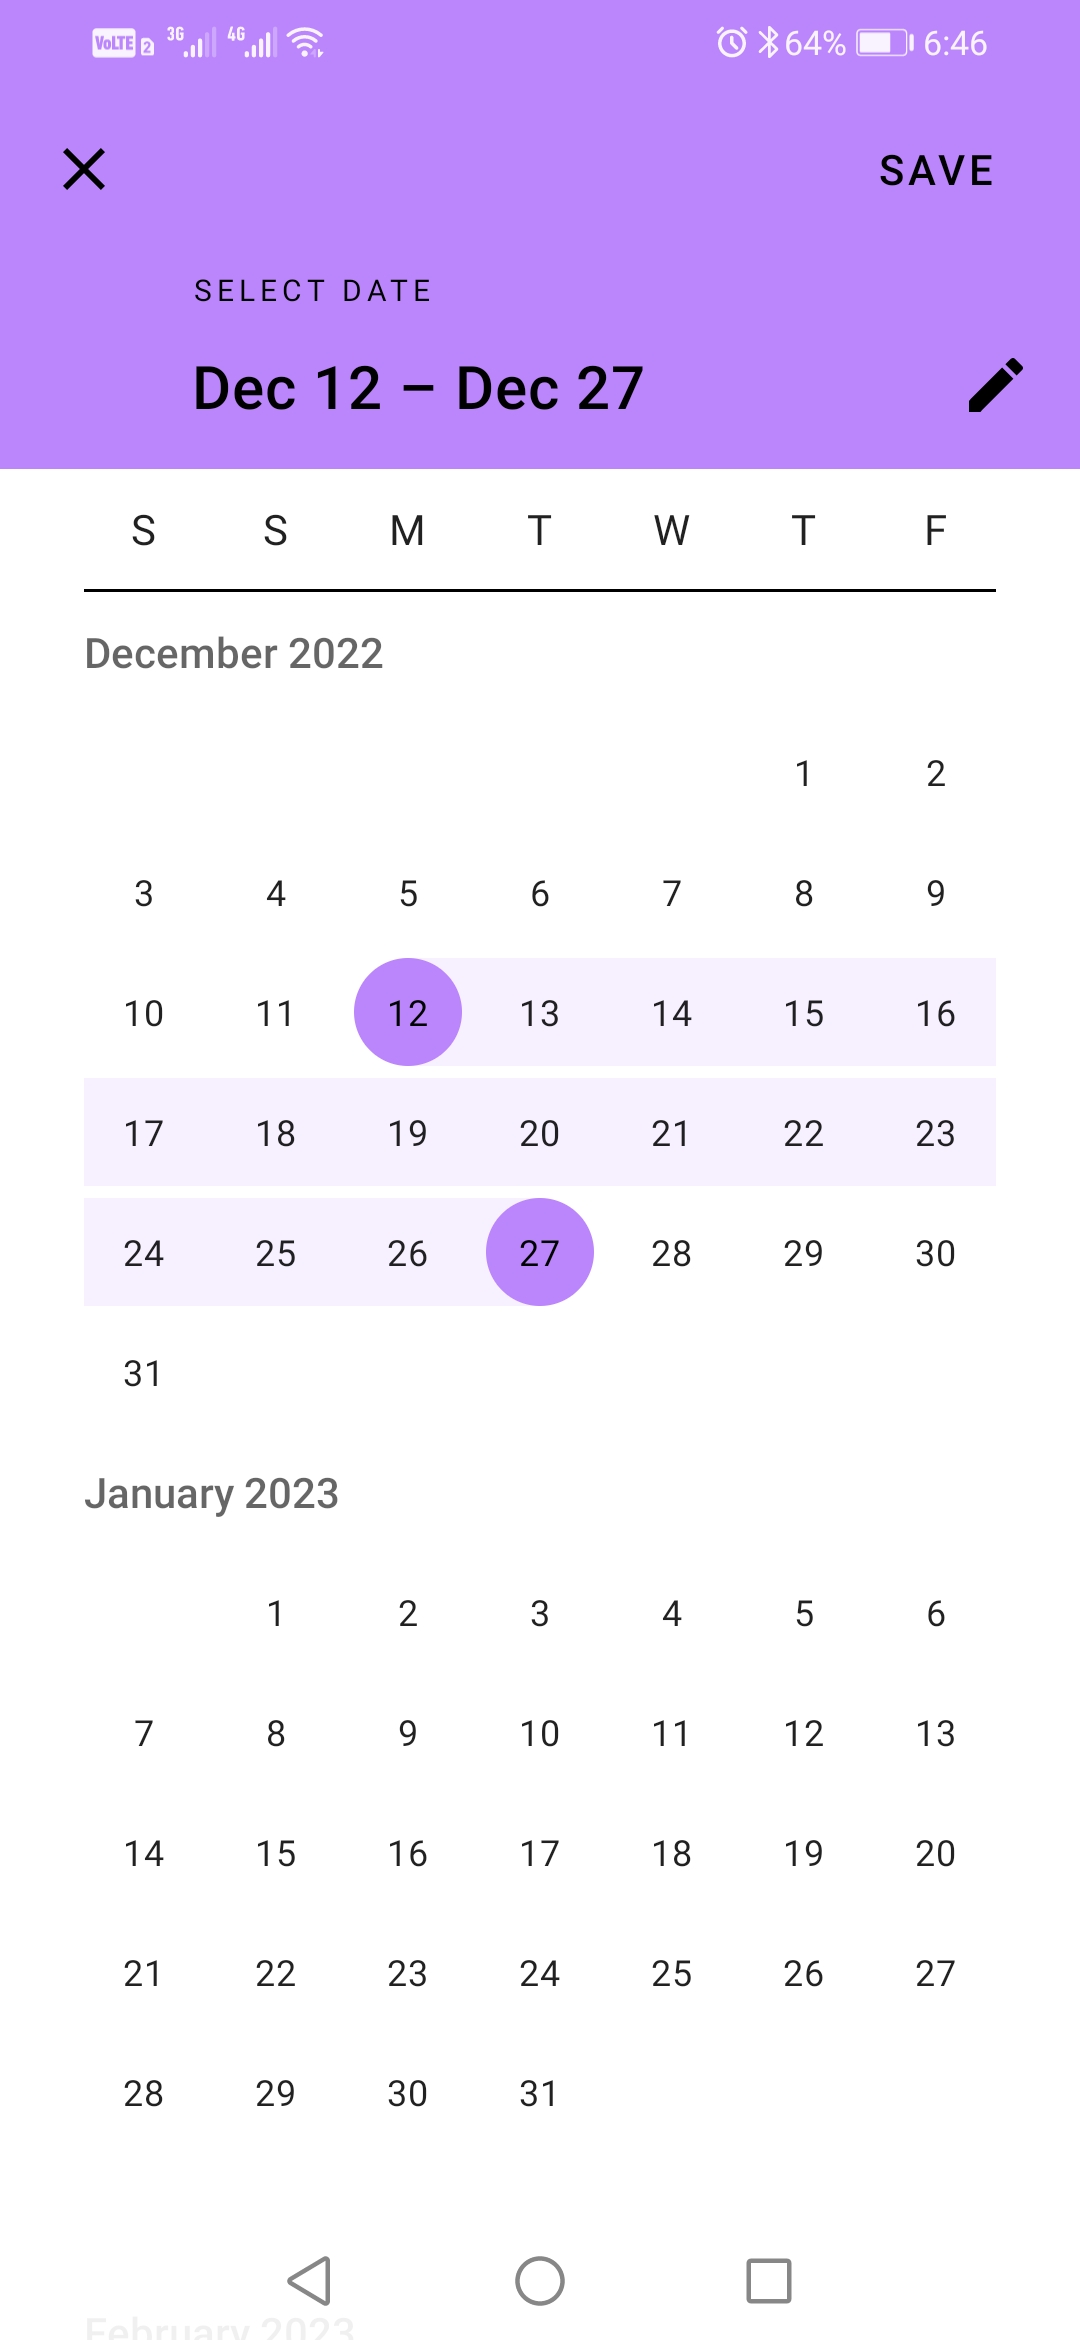 VoLTE 2 3G 4G 64% 6:46
SAVE
SELECT DATE
Dec 12 – Dec 27
S S M T W T F
December 2022
1 2
3 4 5 6 7 8 9
10 11 12 13 14 15 16
17 18 19 20 21 22 23
24 25 26 27 28 29 30
31
January 2023
1 2 3 4 5 6
7 8 9 10 11 12 13
14 15 16 17 18 19 20
21 22 23 24 25 26 27
28 29 30 31
February 2023